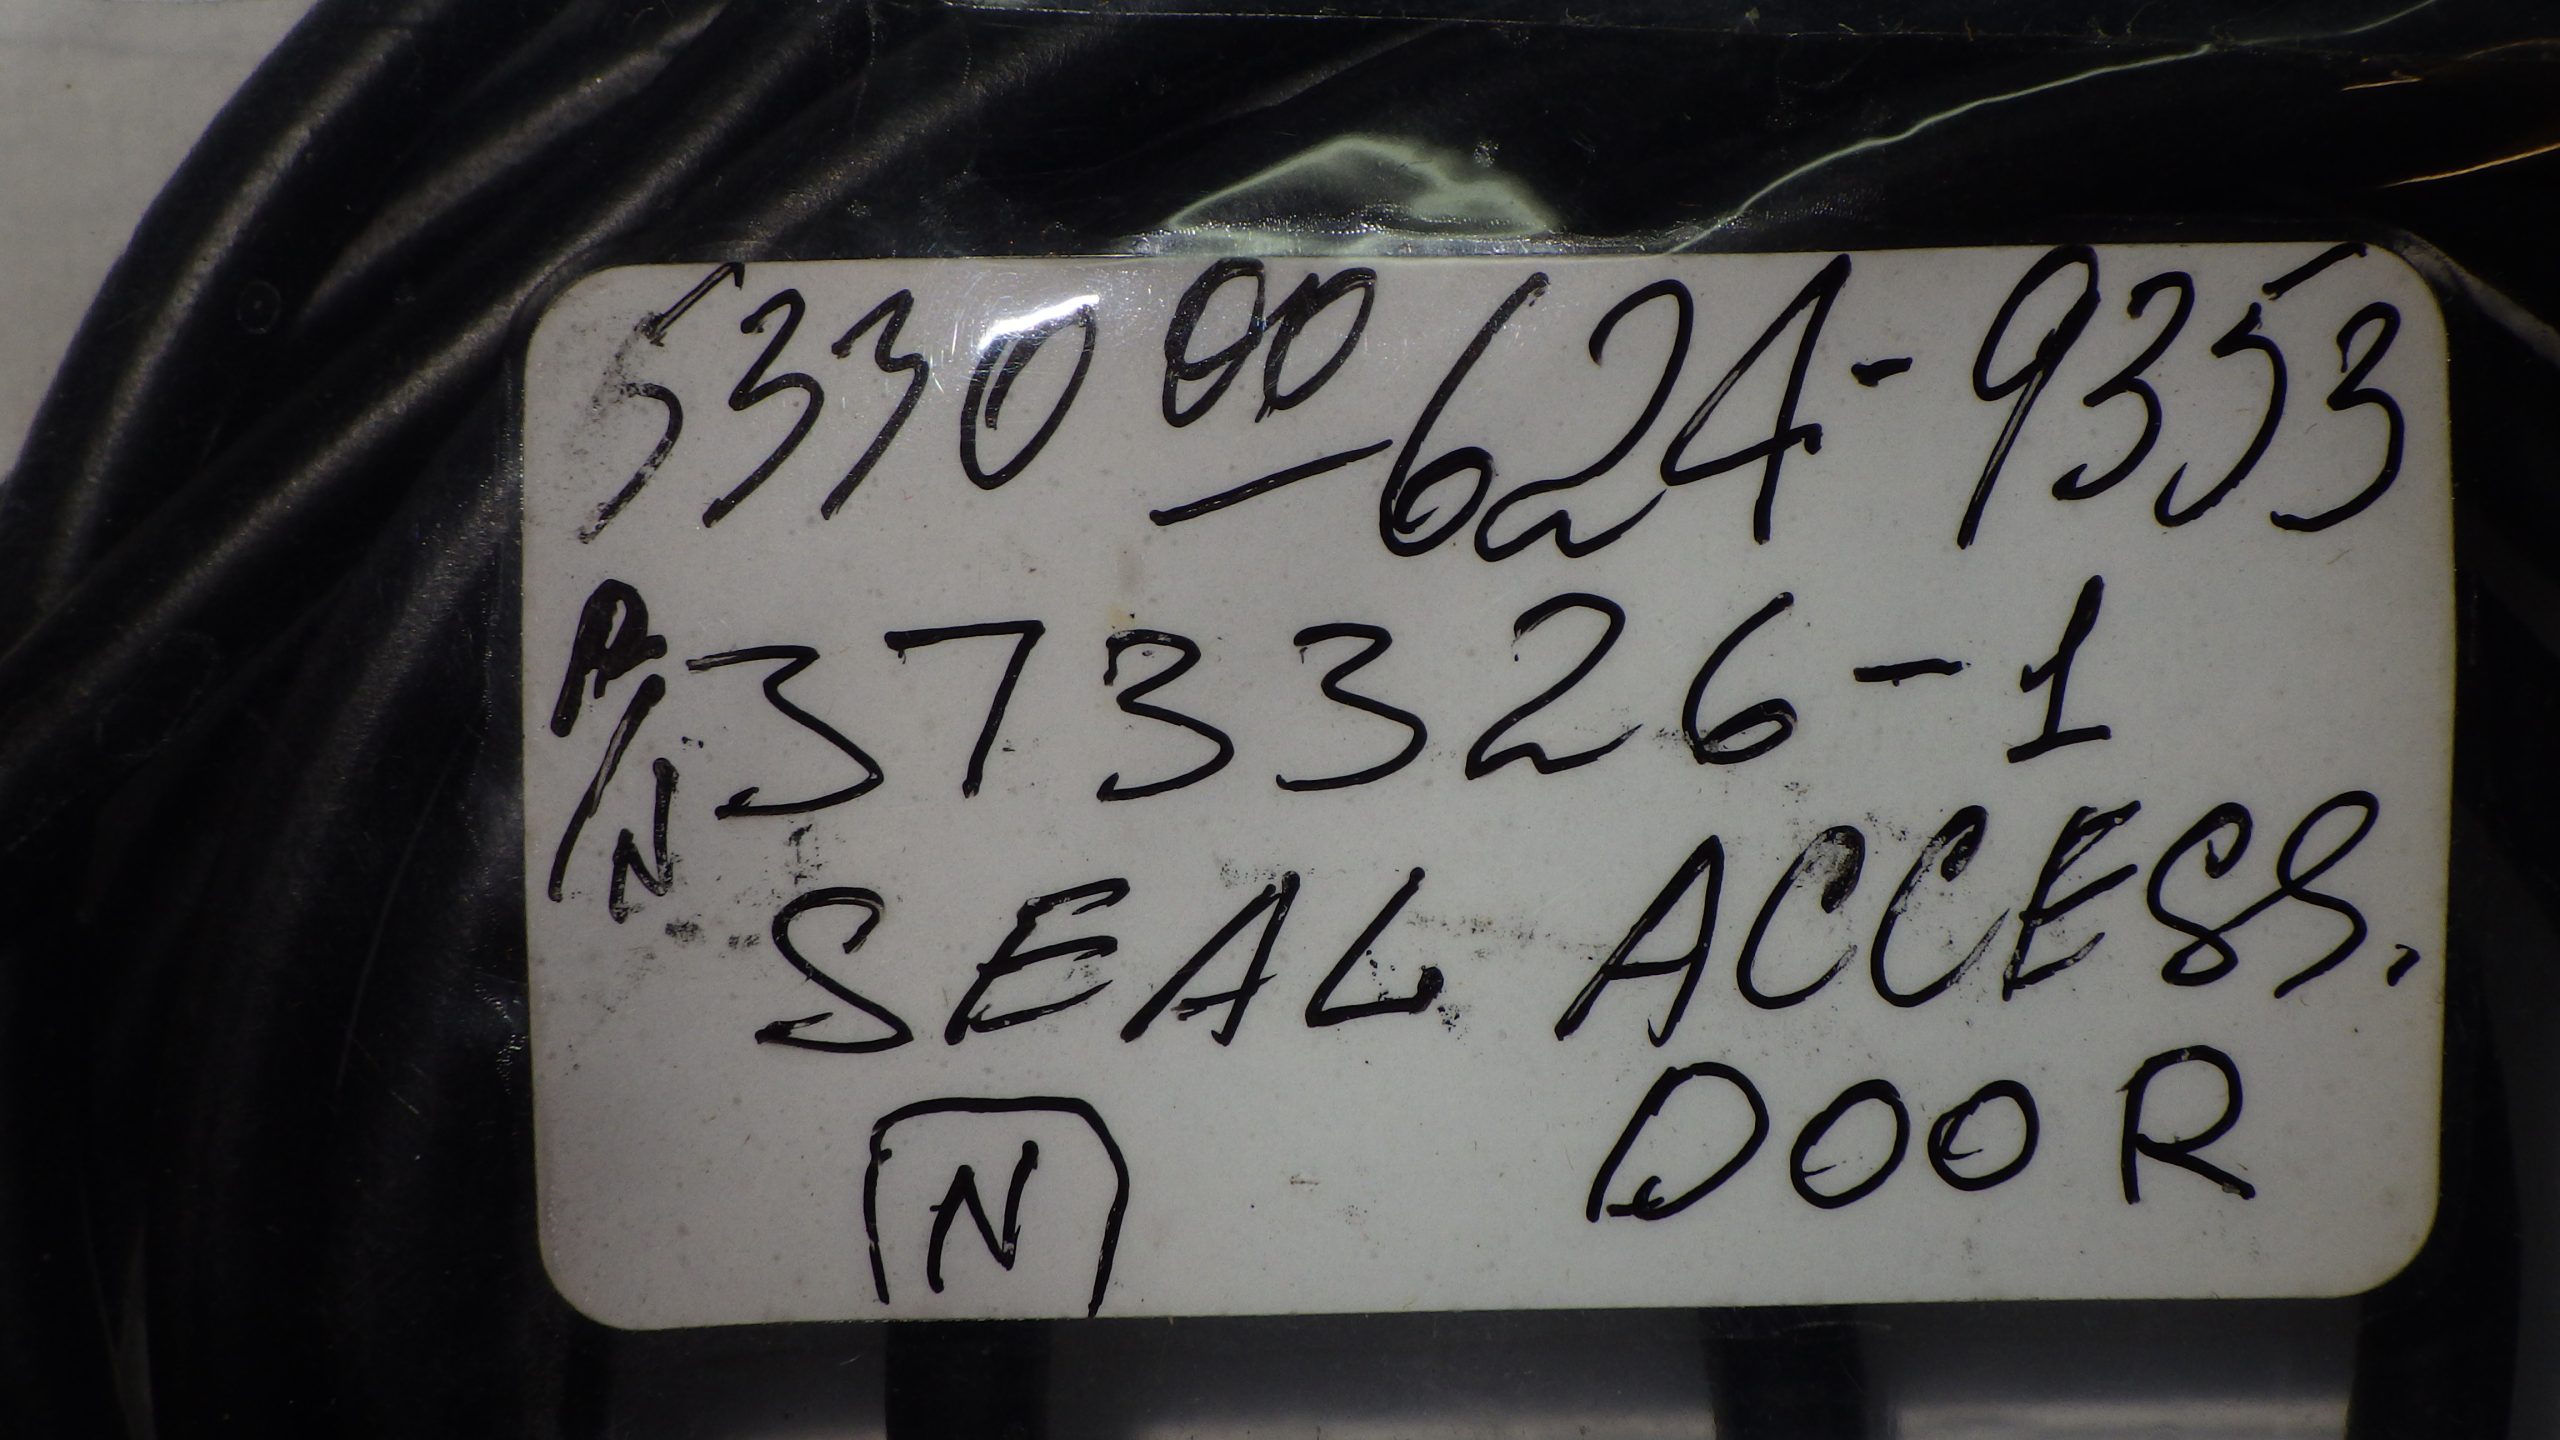 5330 00-624-9353
P/N 373326-1
SEAL ACCESS.
N DOOR